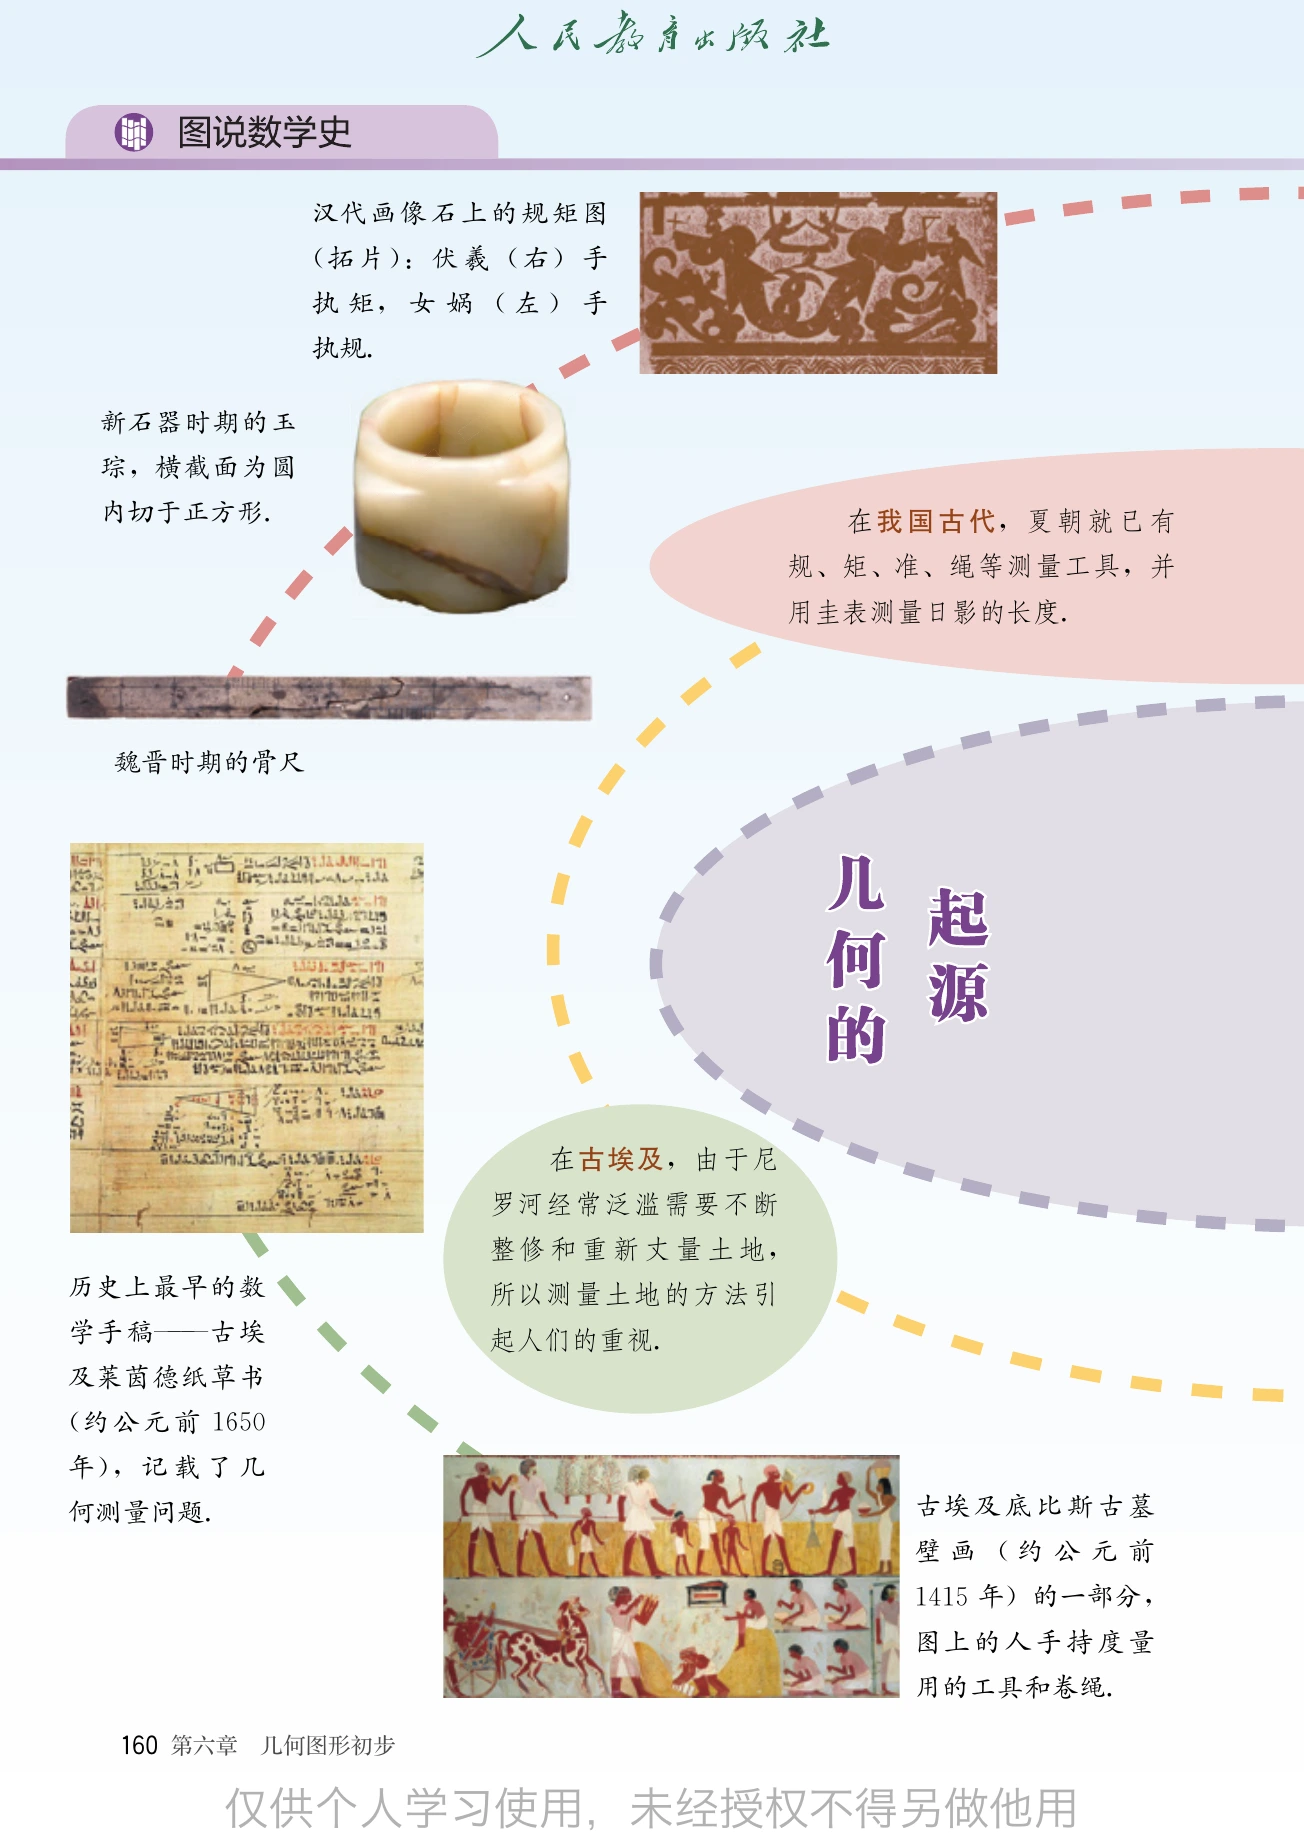 人民教育出版社
图说数学史
汉代画像石上的规矩图
（拓片）：伏羲（右）手
执矩，女娲（左）手
执规.
新石器时期的玉
琮，横截面为圆
内切于正方形.
在我国古代，夏朝就已有
规、矩、准、绳等测量工具，并
用圭表测量日影的长度.
魏晋时期的骨尺
几何的
起源
在古埃及，由于尼
罗河经常泛滥需要不断
整修和重新丈量土地，
所以测量土地的方法引
起人们的重视.
历史上最早的数
学手稿——古埃
及莱茵德纸草书
（约公元前 1650
年），记载了几
何测量问题.
古埃及底比斯古墓
壁画（约公元前
1415 年）的一部分，
图上的人手持度量
用的工具和卷绳.
160 第六章 几何图形初步
仅供个人学习使用，未经授权不得另做他用